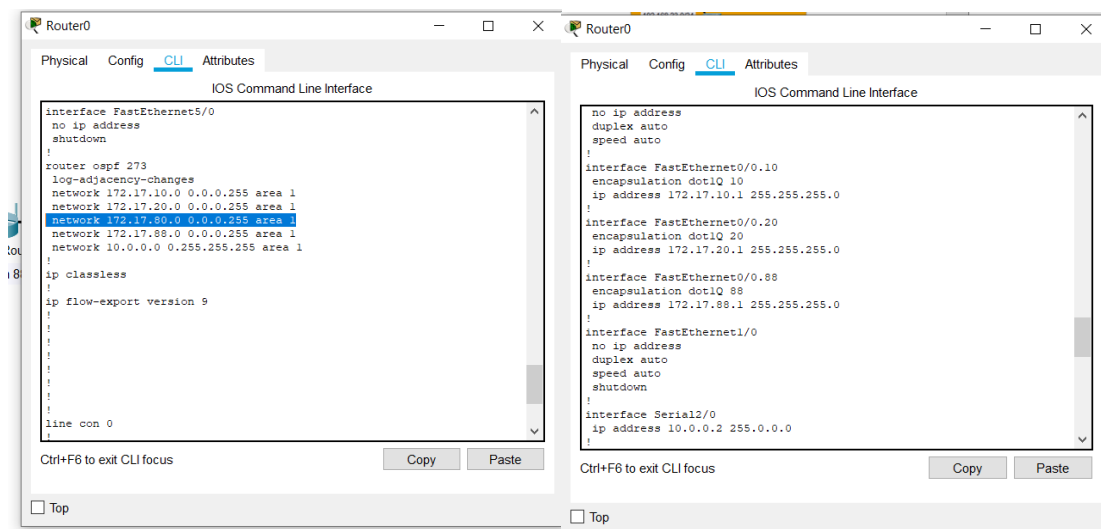 Router0
Physical Config CLI Attributes
IOS Command Line Interface
interface FastEthernet5/0
no ip address
shutdown
!
router ospf 273
log-adjacency-changes
network 172.17.10.0 0.0.0.255 area 1
network 172.17.20.0 0.0.0.255 area 1
network 172.17.80.0 0.0.0.255 area 1
network 172.17.88.0 0.0.0.255 area 1
network 10.0.0.0 0.255.255.255 area 1
!
ip classless
!
ip flow-export version 9
!
!
!
!
!
!
!
!
line con 0
!
Ctrl+F6 to exit CLI focus
Copy Paste
Top
Router0
Physical Config CLI Attributes
IOS Command Line Interface
no ip address
duplex auto
speed auto
!
interface FastEthernet0/0.10
encapsulation dot1Q 10
ip address 172.17.10.1 255.255.255.0
!
interface FastEthernet0/0.20
encapsulation dot1Q 20
ip address 172.17.20.1 255.255.255.0
!
interface FastEthernet0/0.88
encapsulation dot1Q 88
ip address 172.17.88.1 255.255.255.0
!
interface FastEthernet1/0
no ip address
duplex auto
speed auto
shutdown
!
interface Serial2/0
ip address 10.0.0.2 255.0.0.0
!
Ctrl+F6 to exit CLI focus
Copy Paste
Top